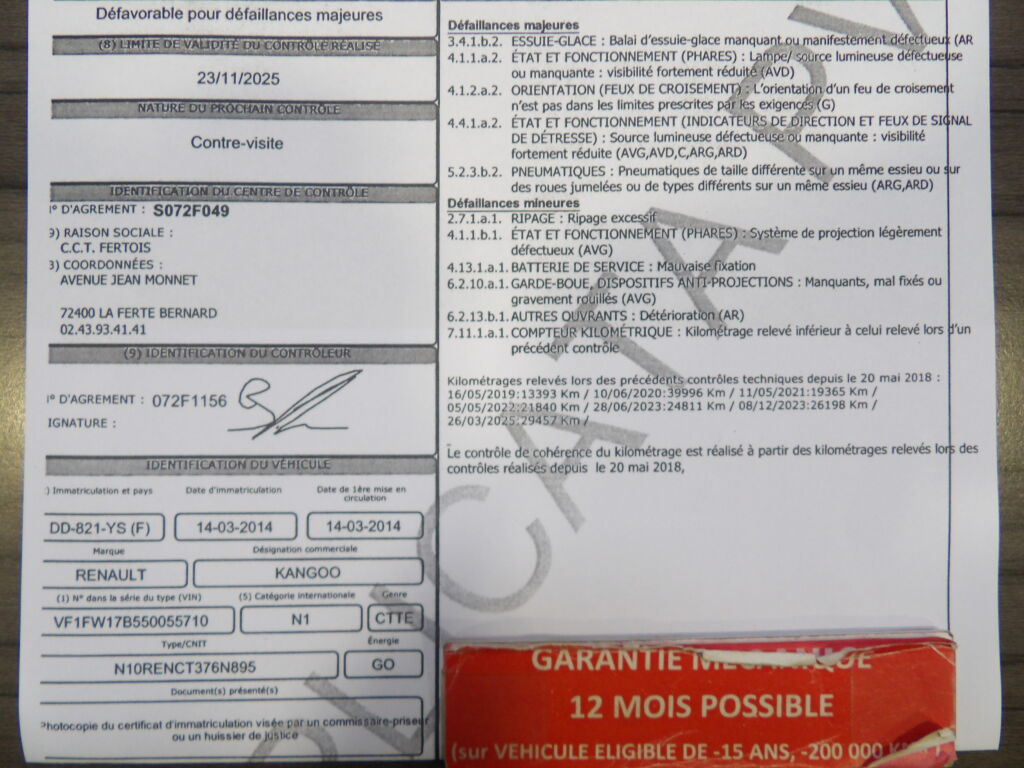 Défavorable pour défaillances majeures
(8) LIMITE DE VALIDITÉ DU CONTRÔLE RÉALISÉ
23/11/2025
NATURE DU PROCHAIN CONTRÔLE
Contre-visite
IDENTIFICATION DU CENTRE DE CONTRÔLE
° D'AGREMENT : S072F049
9) RAISON SOCIALE :
C.C.T. FERTOIS
3) COORDONNÉES :
AVENUE JEAN MONNET
72400 LA FERTE BERNARD
02.43.93.41.41
(9) IDENTIFICATION DU CONTRÔLEUR
° D'AGREMENT : 072F1156
IGNATURE :
IDENTIFICATION DU VÉHICULE
) Immatriculation et pays
Date d'immatriculation
Date de 1ère mise en
circulation
DD-821-YS (F)
14-03-2014
14-03-2014
Marque
Désignation commerciale
RENAULT
KANGOO
(1) N° dans la série du type (VIN)
(5) Catégorie internationale
Genre
VF1FW17B550055710
N1
CTTE
Type/CNIT
Énergie
N10RENCT376N895
GO
Document(s) présenté(s)
Photocopie du certificat d'immatriculation visée par un commissaire-priseur
ou un huissier de justice
Défaillances majeures
3.4.1.b.2. ESSUIE-GLACE : Balai d'essuie-glace manquant ou manifestement défectueux (AR
4.1.1.a.2. ÉTAT ET FONCTIONNEMENT (PHARES) : Lampe/ source lumineuse défectueuse
ou manquante : visibilité fortement réduite (AVD)
4.1.2.a.2. ORIENTATION (FEUX DE CROISEMENT) : L'orientation d'un feu de croisement
n'est pas dans les limites prescrites par les exigences (G)
4.4.1.a.2. ÉTAT ET FONCTIONNEMENT (INDICATEURS DE DIRECTION ET FEUX DE SIGNAL
DE DÉTRESSE) : Source lumineuse défectueuse ou manquante : visibilité
fortement réduite (AVG,AVD,C,ARG,ARD)
5.2.3.b.2. PNEUMATIQUES : Pneumatiques de taille différente sur un même essieu ou sur
des roues jumelées ou de types différents sur un même essieu (ARG,ARD)
Défaillances mineures
2.7.1.a.1. RIPAGE : Ripage excessif
4.1.1.b.1. ÉTAT ET FONCTIONNEMENT (PHARES) : Système de projection légèrement
défectueux (AVG)
4.13.1.a.1. BATTERIE DE SERVICE : Mauvaise fixation
6.2.10.a.1. GARDE-BOUE, DISPOSITIFS ANTI-PROJECTIONS : Manquants, mal fixés ou
gravement rouillés (AVG)
6.2.13.b.1. AUTRES OUVRANTS : Détérioration (AR)
7.11.1.a.1. COMPTEUR KILOMÉTRIQUE : Kilométrage relevé inférieur à celui relevé lors d'un
précédent contrôle
Kilométrages relevés lors des précédents contrôles techniques depuis le 20 mai 2018 :
16/05/2019:13393 Km / 10/06/2020:39996 Km / 11/05/2021:19365 Km /
05/05/2022:21840 Km / 28/06/2023:24811 Km / 08/12/2023:26198 Km /
26/03/2025:29457 Km /
Le contrôle de cohérence du kilométrage est réalisé à partir des kilométrages relevés lors des
contrôles réalisés depuis le 20 mai 2018,
GARANTIE MECANIQUE
12 MOIS POSSIBLE
(sur VEHICULE ELIGIBLE DE -15 ANS, -200 000